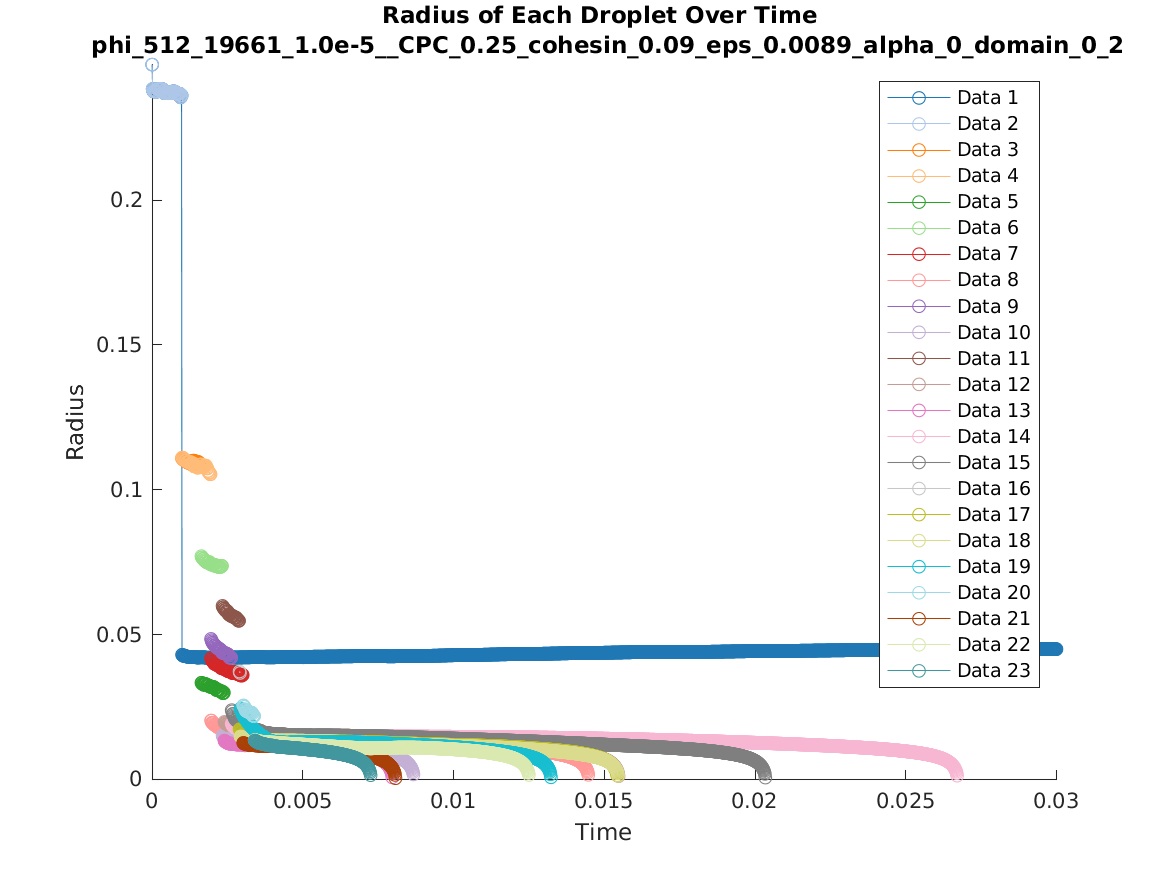 Radius of Each Droplet Over Time
phi_512_19661_1.0e-5__CPC_0.25_cohesin_0.09_eps_0.0089_alpha_0_domain_0_2
Radius
0.2
0.15
0.1
0.05
0
0
0.005
0.01
0.015
0.02
0.025
0.03
Time
Data 1
Data 2
Data 3
Data 4
Data 5
Data 6
Data 7
Data 8
Data 9
Data 10
Data 11
Data 12
Data 13
Data 14
Data 15
Data 16
Data 17
Data 18
Data 19
Data 20
Data 21
Data 22
Data 23